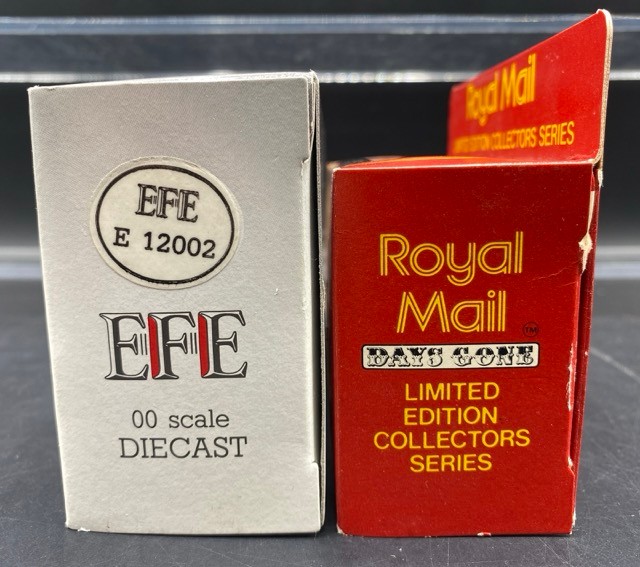 EFE
E 12002
EFE
00 scale
DIECAST
Royal Mail
LIMITED EDITION COLLECTORS SERIES
Royal
Mail
TM
DAYS GONE
LIMITED
EDITION
COLLECTORS
SERIES